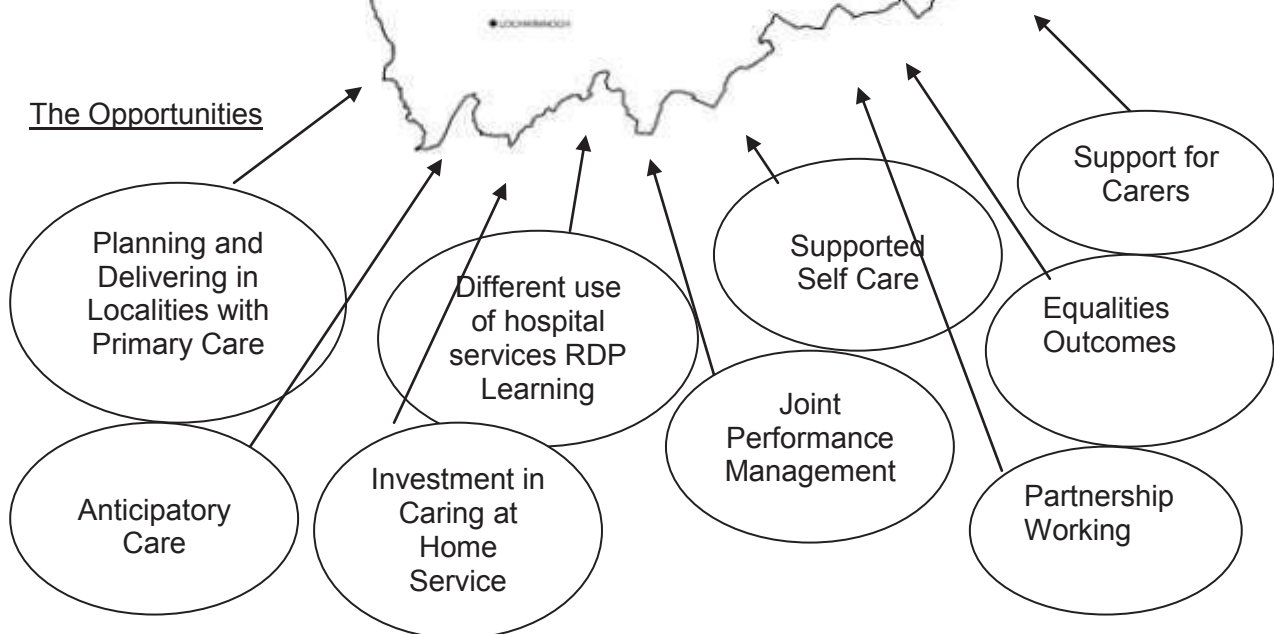 LOCHWINNOCH
The Opportunities
Support for
Carers
Planning and
Delivering in
Localities with
Primary Care
Supported
Self Care
Different use
of hospital
services RDP
Learning
Equalities
Outcomes
Joint
Performance
Management
Investment in
Caring at
Home
Service
Anticipatory
Care
Partnership
Working